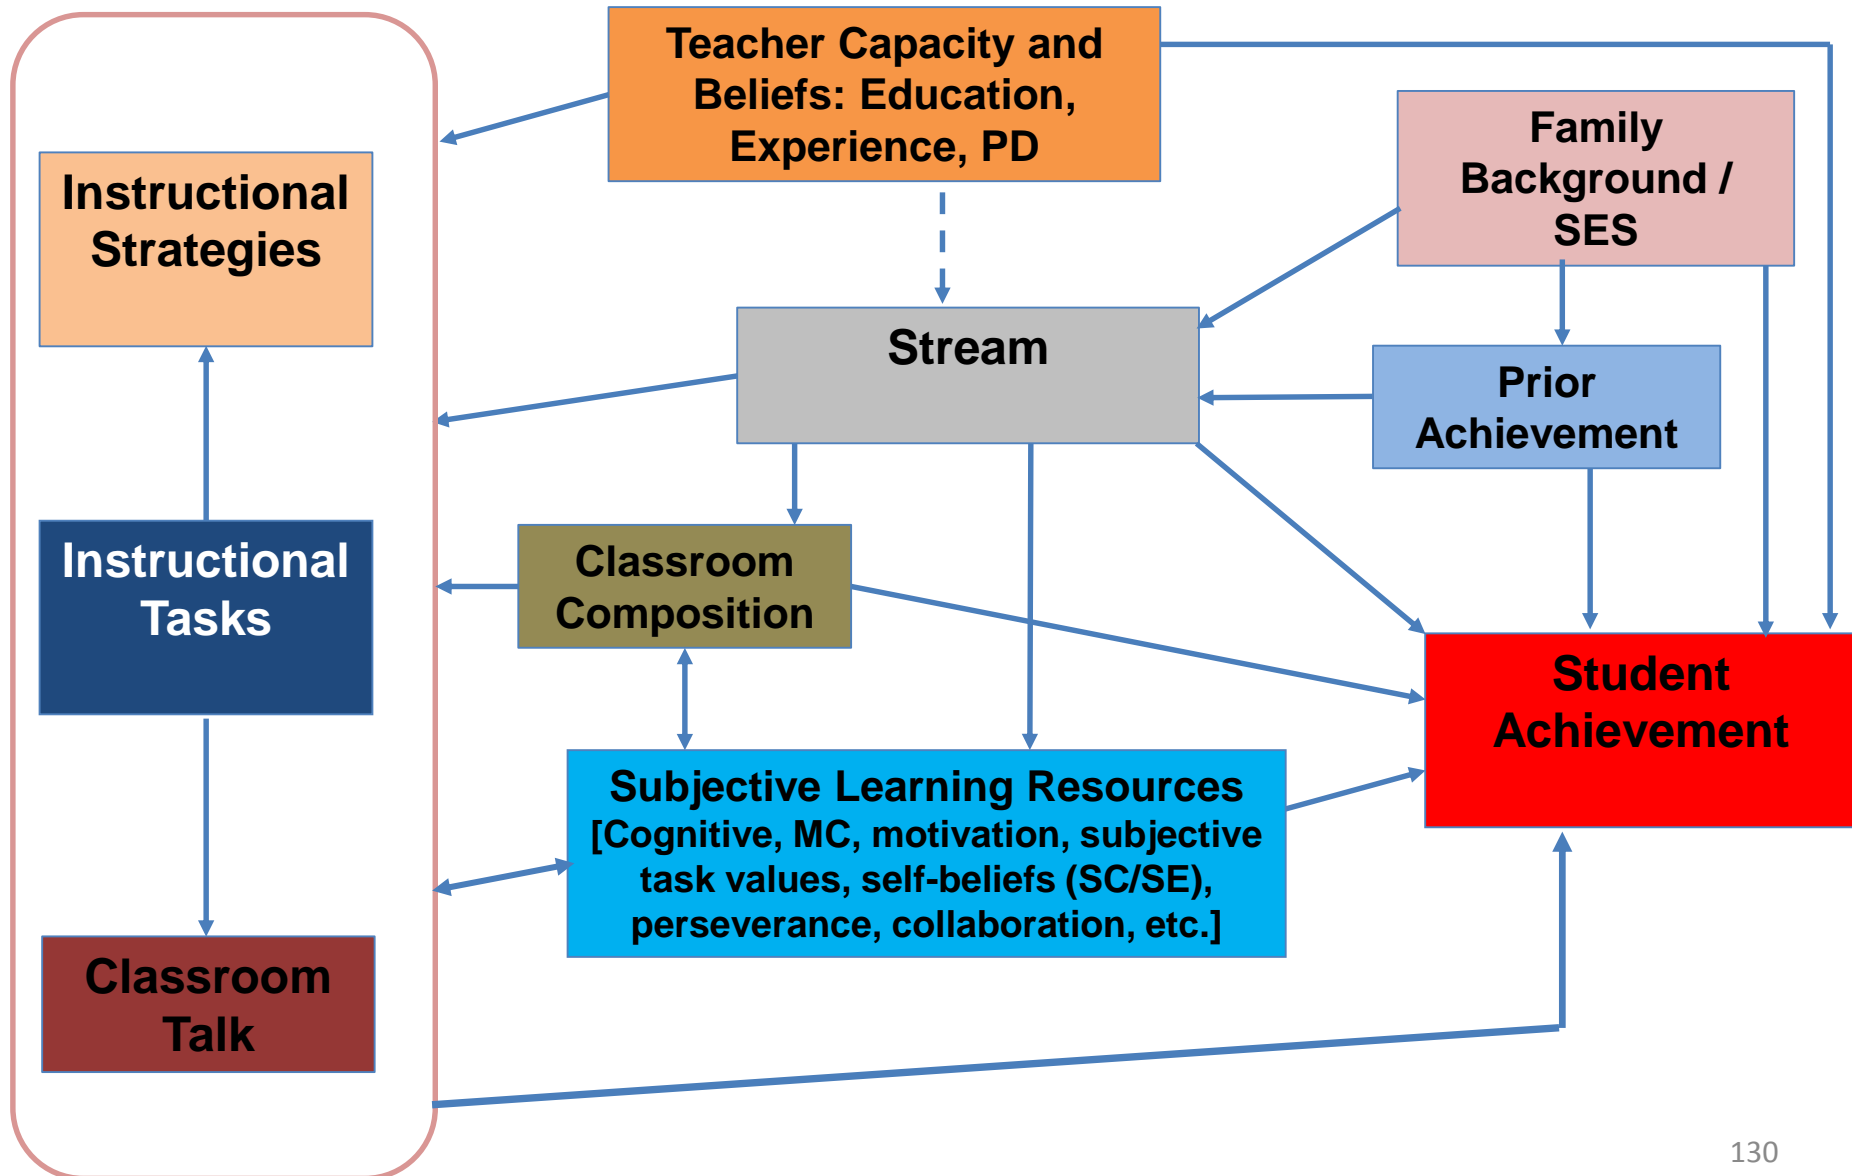 Teacher Capacity and
Beliefs: Education,
Experience, PD
Family
Background /
SES
Instructional
Strategies
Stream
Prior
Achievement
Instructional
Tasks
Classroom
Composition
Student
Achievement
Subjective Learning Resources
[Cognitive, MC, motivation, subjective
task values, self-beliefs (SC/SE),
perseverance, collaboration, etc.]
Classroom
Talk
130